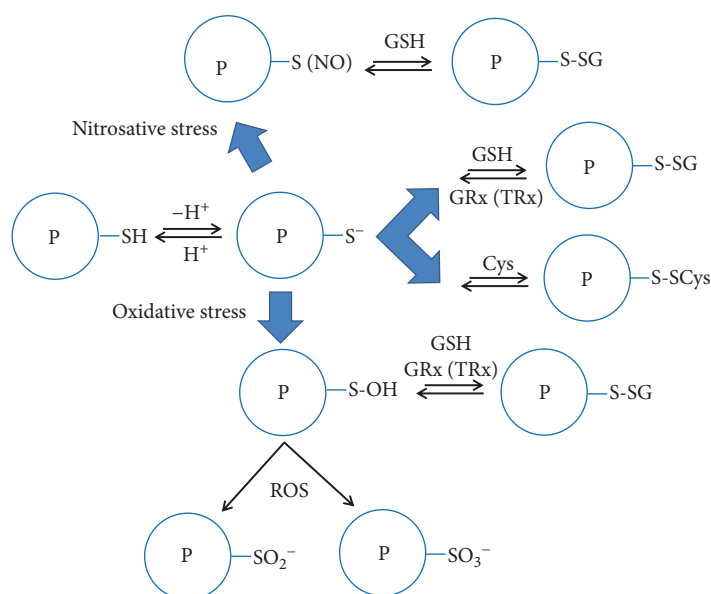 GSH
P
S (NO)
P
S-SG
Nitrosative stress
GSH
GRx (TRx)
P
S-SG
P
SH
–H⁺
H⁺
P
S⁻
Cys
P
S-SCys
Oxidative stress
P
S-OH
GSH
GRx (TRx)
P
S-SG
ROS
P
SO₂⁻
P
SO₃⁻